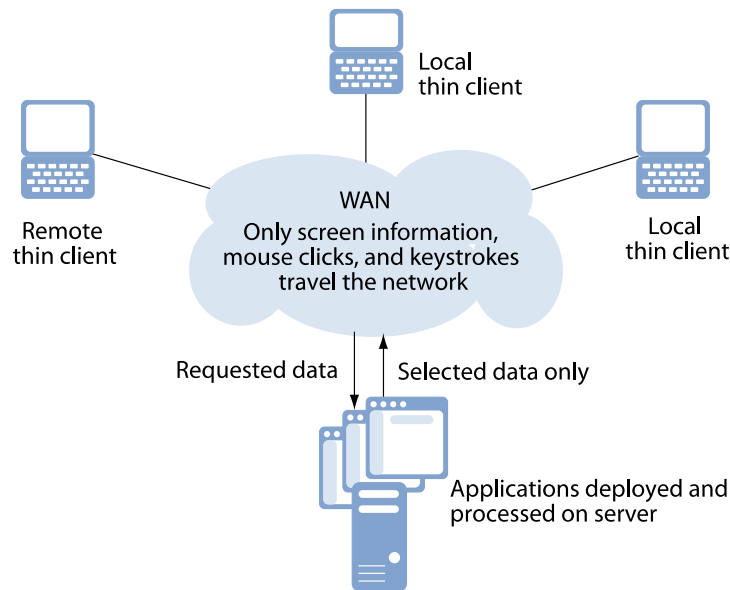 Local
thin client
Remote
thin client
Local
thin client
WAN
Only screen information,
mouse clicks, and keystrokes
travel the network
Requested data
Selected data only
Applications deployed and
processed on server